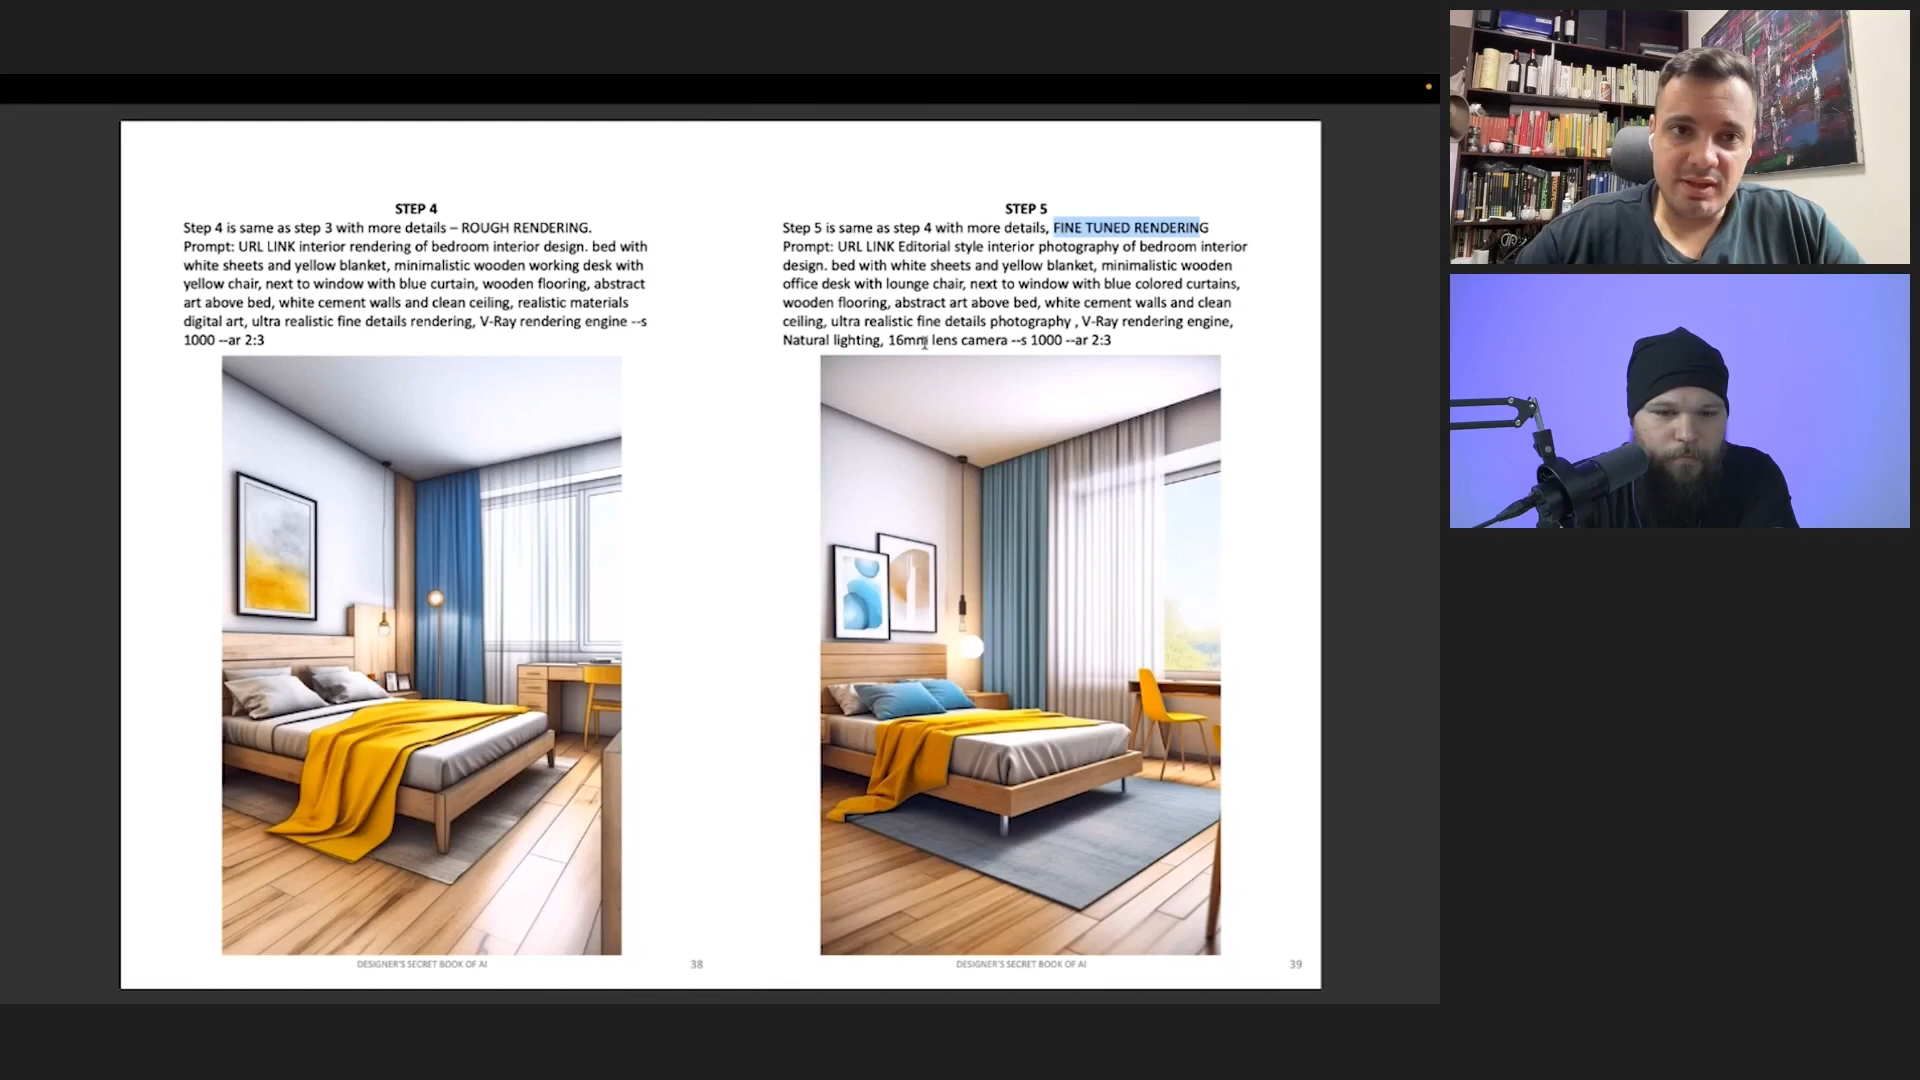 STEP 4
Step 4 is same as step 3 with more details – ROUGH RENDERING.
Prompt: URL LINK interior rendering of bedroom interior design. bed with
white sheets and yellow blanket, minimalistic wooden working desk with
yellow chair, next to window with blue curtain, wooden flooring, abstract
art above bed, white cement walls and clean ceiling, realistic materials
digital art, ultra realistic fine details rendering, V-Ray rendering engine --s
1000 --ar 2:3
DESIGNER'S SECRET BOOK OF AI
38
STEP 5
Step 5 is same as step 4 with more details, FINE TUNED RENDERING
Prompt: URL LINK Editorial style interior photography of bedroom interior
design. bed with white sheets and yellow blanket, minimalistic wooden
office desk with lounge chair, next to window with blue colored curtains,
wooden flooring, abstract art above bed, white cement walls and clean
ceiling, ultra realistic fine details photography , V-Ray rendering engine,
Natural lighting, 16mm lens camera --s 1000 --ar 2:3
DESIGNER'S SECRET BOOK OF AI
39